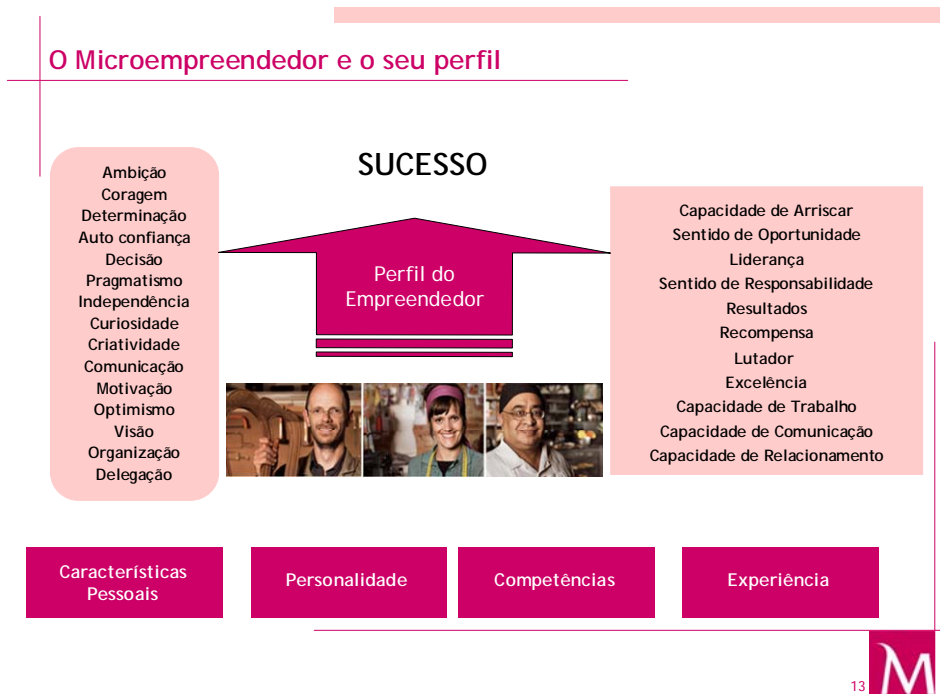 O Microempreendedor e o seu perfil
SUCESSO
Ambição
Coragem
Determinação
Auto confiança
Decisão
Pragmatismo
Independência
Curiosidade
Criatividade
Comunicação
Motivação
Optimismo
Visão
Organização
Delegação
Perfil do
Empreendedor
Capacidade de Arriscar
Sentido de Oportunidade
Liderança
Sentido de Responsabilidade
Resultados
Recompensa
Lutador
Excelência
Capacidade de Trabalho
Capacidade de Comunicação
Capacidade de Relacionamento
Características
Pessoais
Personalidade
Competências
Experiência
13
M